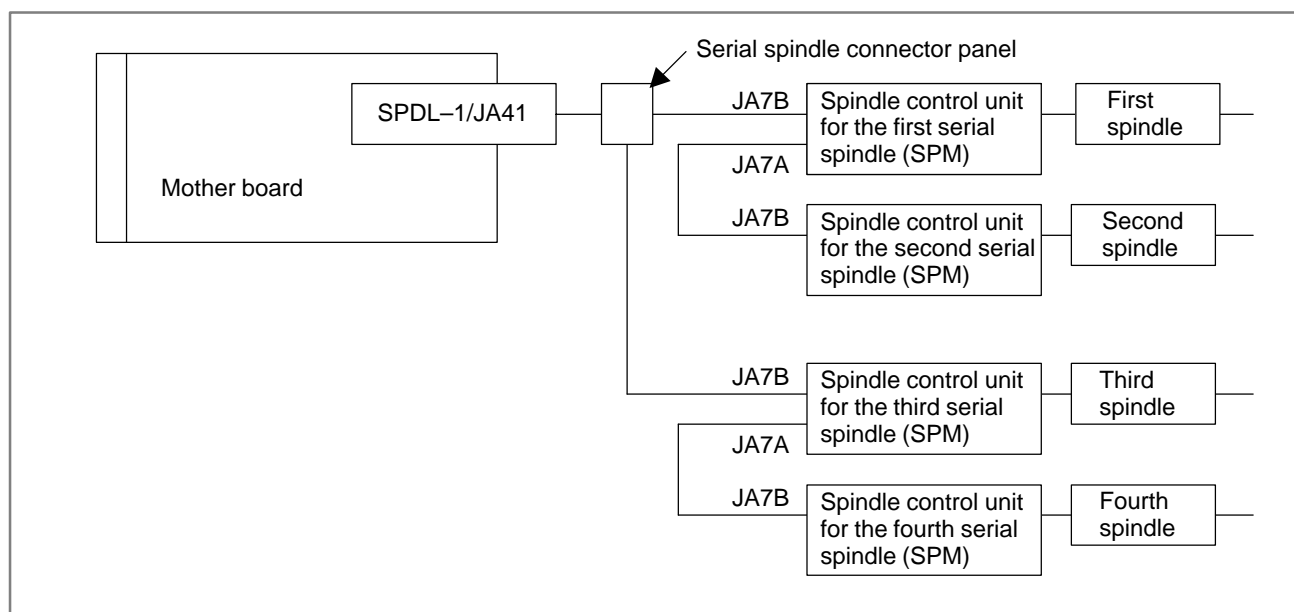 Serial spindle connector panel
SPDL–1/JA41
Mother board
JA7B
Spindle control unit
for the first serial
spindle (SPM)
First
spindle
JA7A
JA7B
Spindle control unit
for the second serial
spindle (SPM)
Second
spindle
JA7B
Spindle control unit
for the third serial
spindle (SPM)
Third
spindle
JA7A
JA7B
Spindle control unit
for the fourth serial
spindle (SPM)
Fourth
spindle